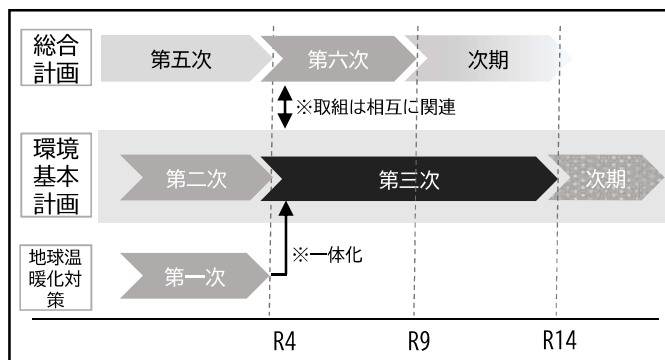 総合
計画
第五次
第六次
次期
※取組は相互に関連
環境
基本
計画
第二次
第三次
次期
※一体化
地球温
暖化対
策
第一次
R4
R9
R14